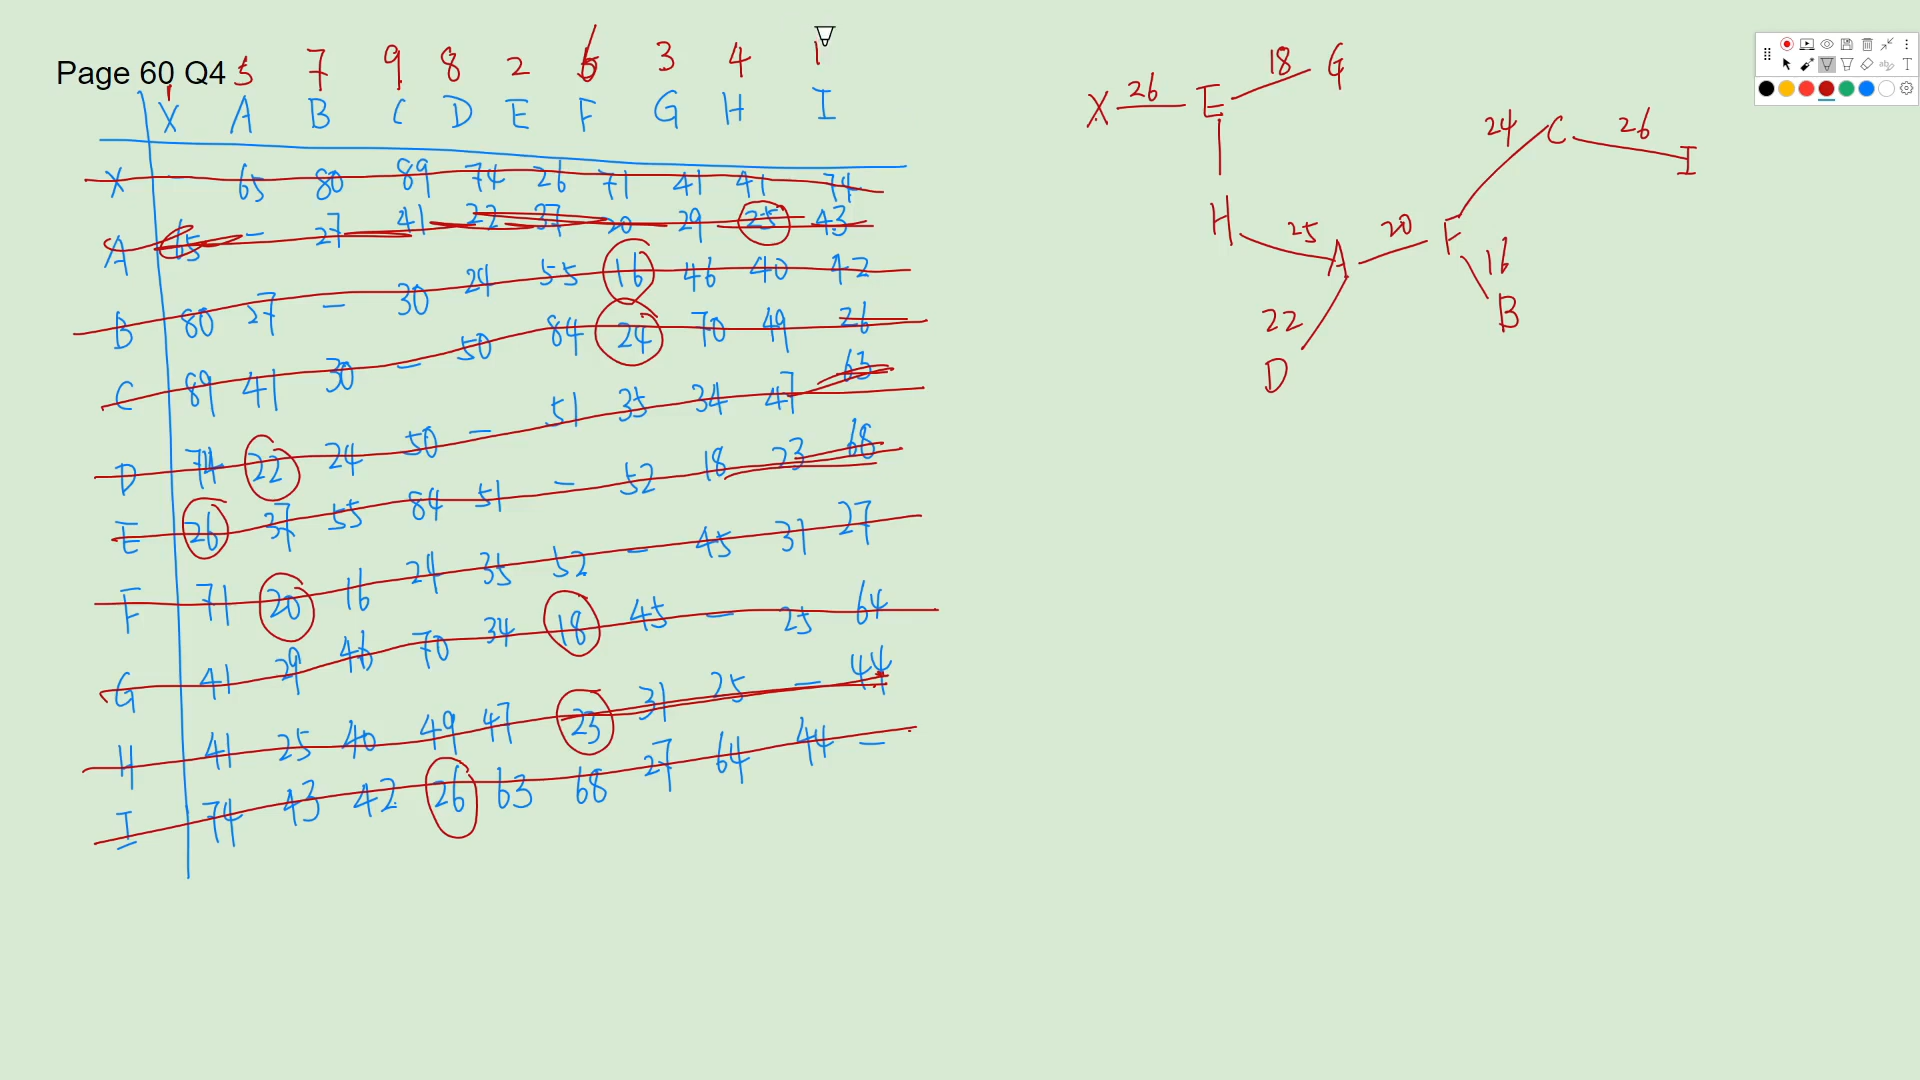 Page 60 Q4
1 5 7 9 8 2 6 3 4 1
X A B C D E F G H I
X - 65 80 89 74 26 71 41 41 74
A 65 - 27 41 22 37 20 29 25 43
B 80 27 - 30 24 55 16 46 40 42
C 89 41 30 - 50 84 24 70 49 26
D 74 22 24 50 - 51 35 34 47 63
E 26 37 55 84 51 - 52 18 23 68
F 71 20 16 24 35 52 - 45 31 27
G 41 29 46 70 34 18 45 - 25 64
H 41 25 40 49 47 23 31 25 - 44
I 74 43 42 26 63 68 27 64 44 -
X 26 E 18 G
24 C 26 I
H 25 A 20 F 16
22 B
D